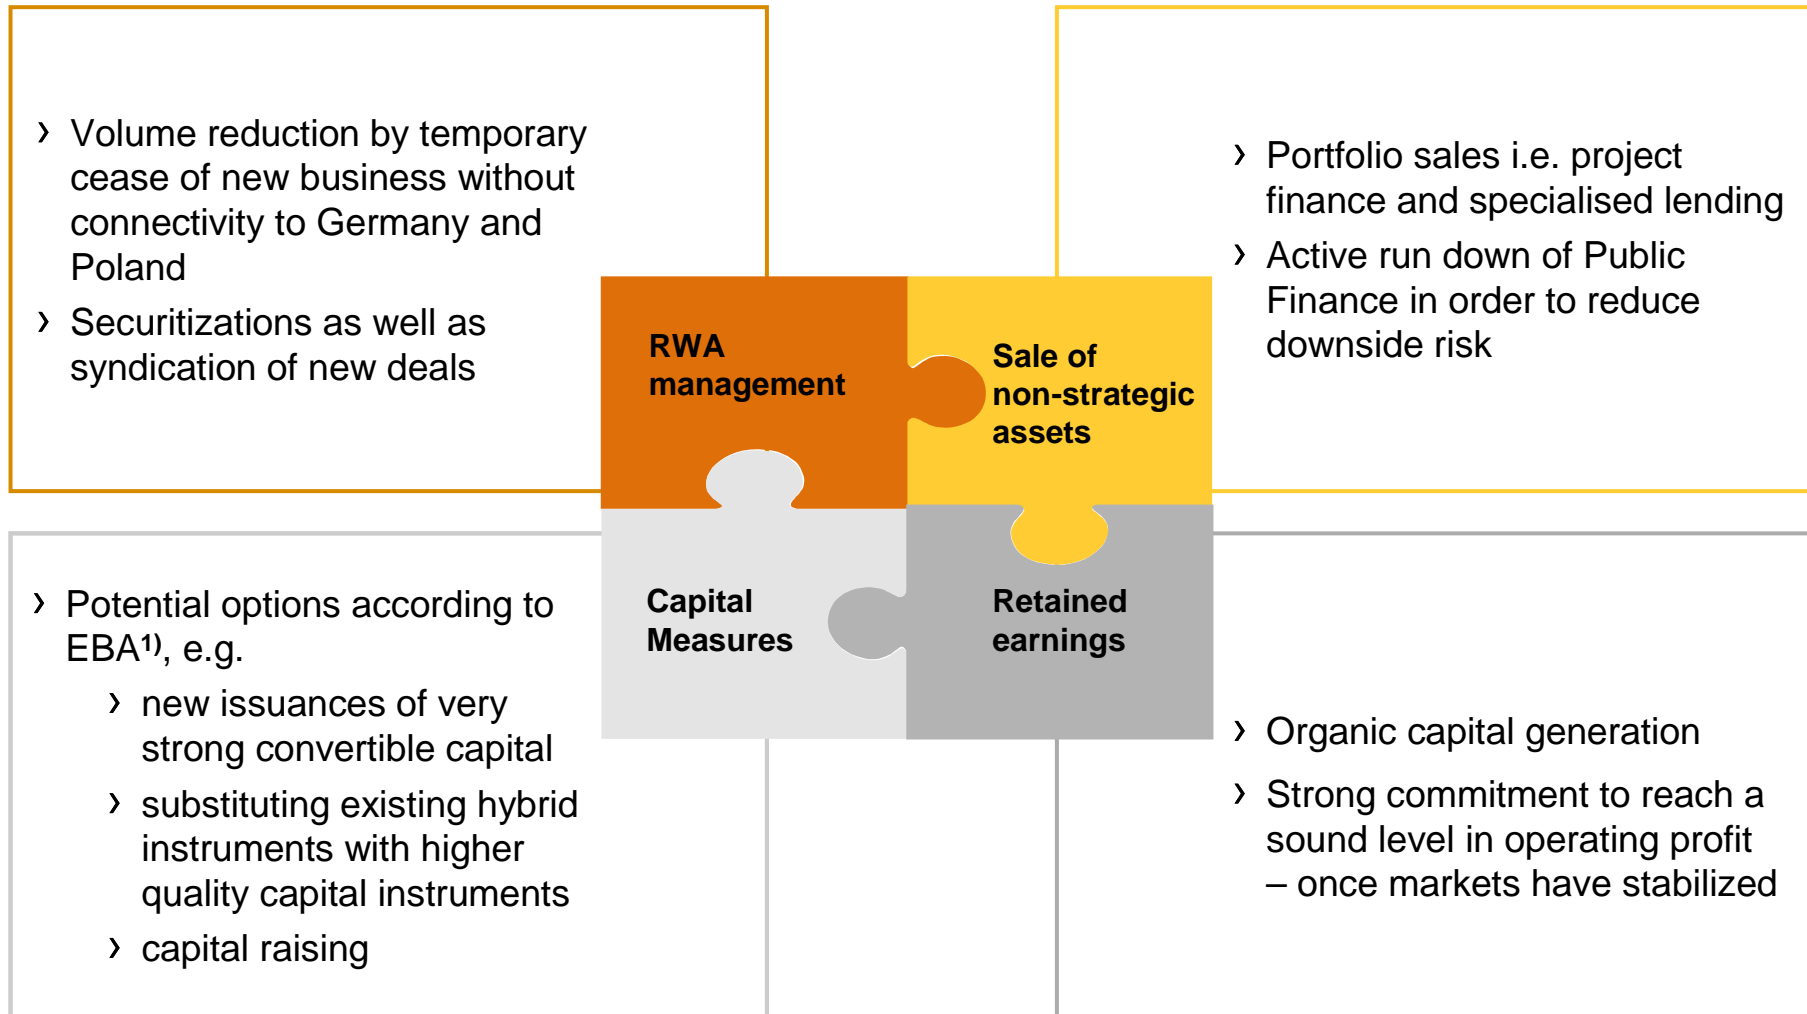 › Volume reduction by temporary
cease of new business without
connectivity to Germany and
Poland
› Securitizations as well as
syndication of new deals
› Portfolio sales i.e. project
finance and specialised lending
› Active run down of Public
Finance in order to reduce
downside risk
RWA
management
Sale of
non-strategic
assets
Capital
Measures
Retained
earnings
› Potential options according to
EBA¹⁾, e.g.
› new issuances of very
strong convertible capital
› substituting existing hybrid
instruments with higher
quality capital instruments
› capital raising
› Organic capital generation
› Strong commitment to reach a
sound level in operating profit
– once markets have stabilized